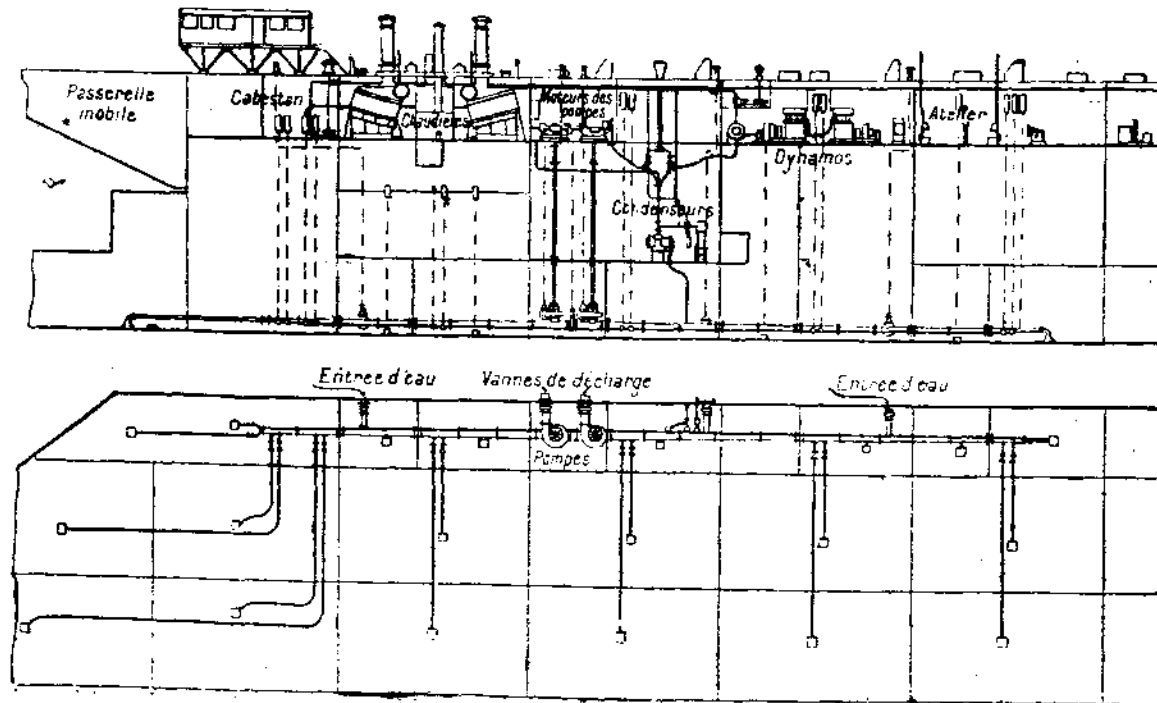 Passerelle
mobile
Cabestan
Chaudières
Moteurs des
pompes
Dynamos
Atelier
Condenseurs
Entrée d'eau
Vannes de décharge
Entrée d'eau
Pompes